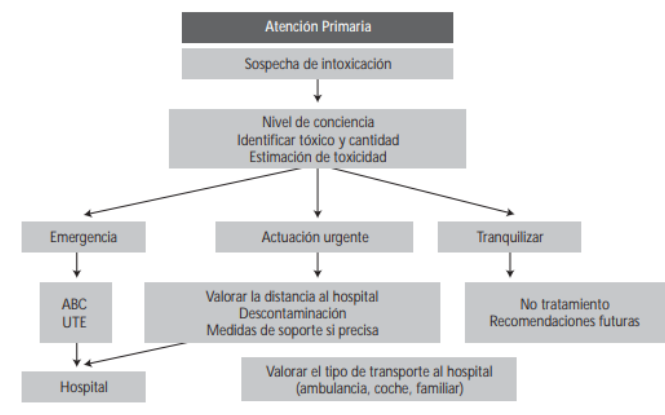 Atención Primaria
Sospecha de intoxicación
Nivel de conciencia
Identificar tóxico y cantidad
Estimación de toxicidad
Emergencia
Actuación urgente
Tranquilizar
ABC
UTE
Valorar la distancia al hospital
Descontaminación
Medidas de soporte si precisa
No tratamiento
Recomendaciones futuras
Hospital
Valorar el tipo de transporte al hospital
(ambulancia, coche, familiar)